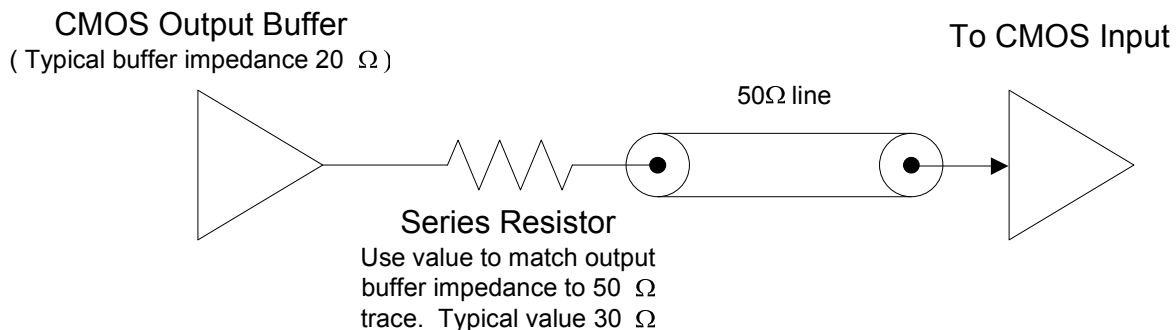 CMOS Output Buffer
( Typical buffer impedance 20 Ω )
To CMOS Input
50Ω line
Series Resistor
Use value to match output
buffer impedance to 50 Ω
trace. Typical value 30 Ω